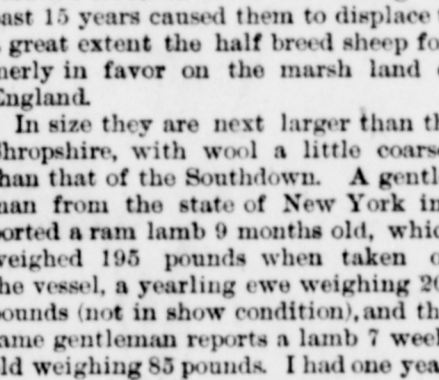 ast 15 years caused them to displace
great extent the half breed sheep fo
merly in favor on the marsh land
England.
In size they are next larger than th
Shropshire, with wool a little coars
than that of the Southdown. A gentl
man from the state of New York im
ported a ram lamb 9 months old, whic
weighed 195 pounds when taken o
the vessel, a yearling ewe weighing 20
pounds (not in show condition), and th
same gentleman reports a lamb 7 week
old weighing 85 pounds. I had one yea